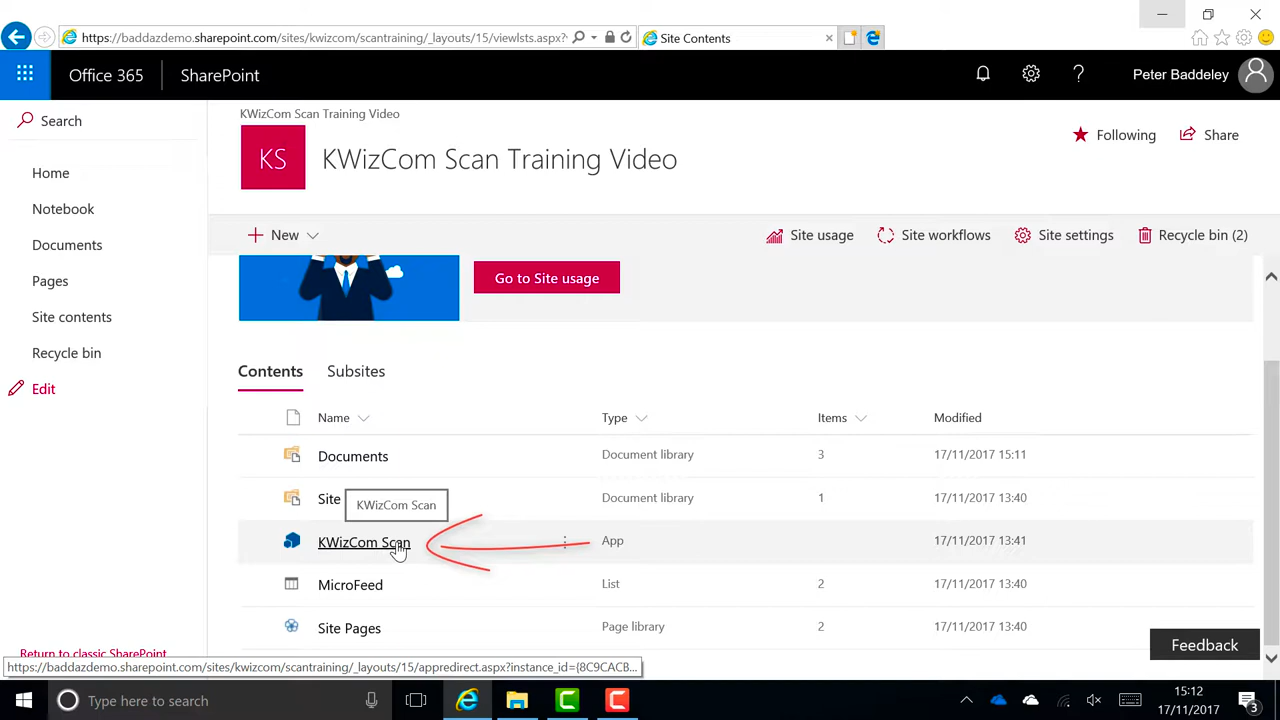 https://baddazdemo.sharepoint.com/sites/kwizcom/scantraining/_layouts/15/viewlsts.aspx?
Site Contents
Office 365
SharePoint
Peter Baddeley
Search
Home
Notebook
Documents
Pages
Site contents
Recycle bin
Edit
Return to classic SharePoint
KWizCom Scan Training Video
KS
KWizCom Scan Training Video
Following
Share
New
Site usage
Site workflows
Site settings
Recycle bin (2)
Go to Site usage
Contents
Subsites
Name
Type
Items
Modified
Documents
Document library
3
17/11/2017 15:11
Site
Document library
1
17/11/2017 13:40
KWizCom Scan
KWizCom Scan
App
17/11/2017 13:41
MicroFeed
List
2
17/11/2017 13:40
Site Pages
Page library
2
17/11/2017 13:40
Feedback
https://baddazdemo.sharepoint.com/sites/kwizcom/scantraining/_layouts/15/appredirect.aspx?instance_id={8C9CACB...
Type here to search
15:12
17/11/2017
3